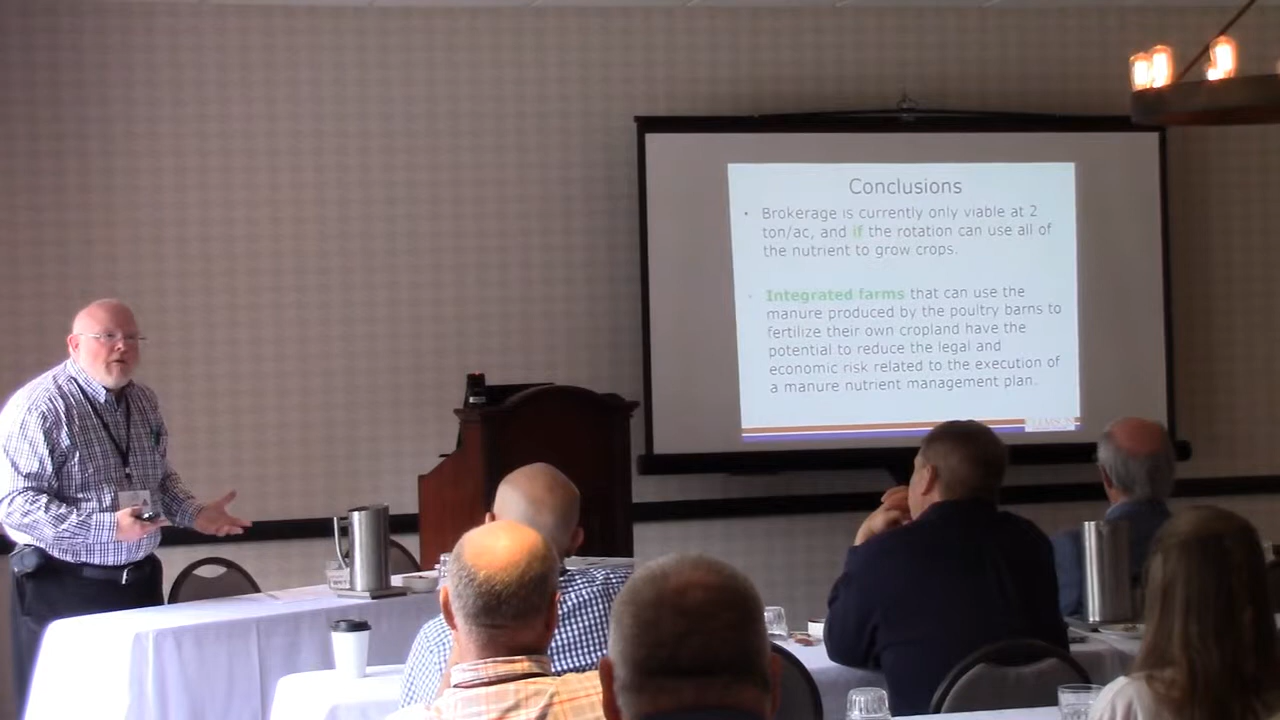 Conclusions
• Brokerage is currently only viable at 2
ton/ac, and if the rotation can use all of
the nutrient to grow crops.
• Integrated farms that can use the
manure produced by the poultry barns to
fertilize their own cropland have the
potential to reduce the legal and
economic risk related to the execution of
a manure nutrient management plan.
CLEMSON